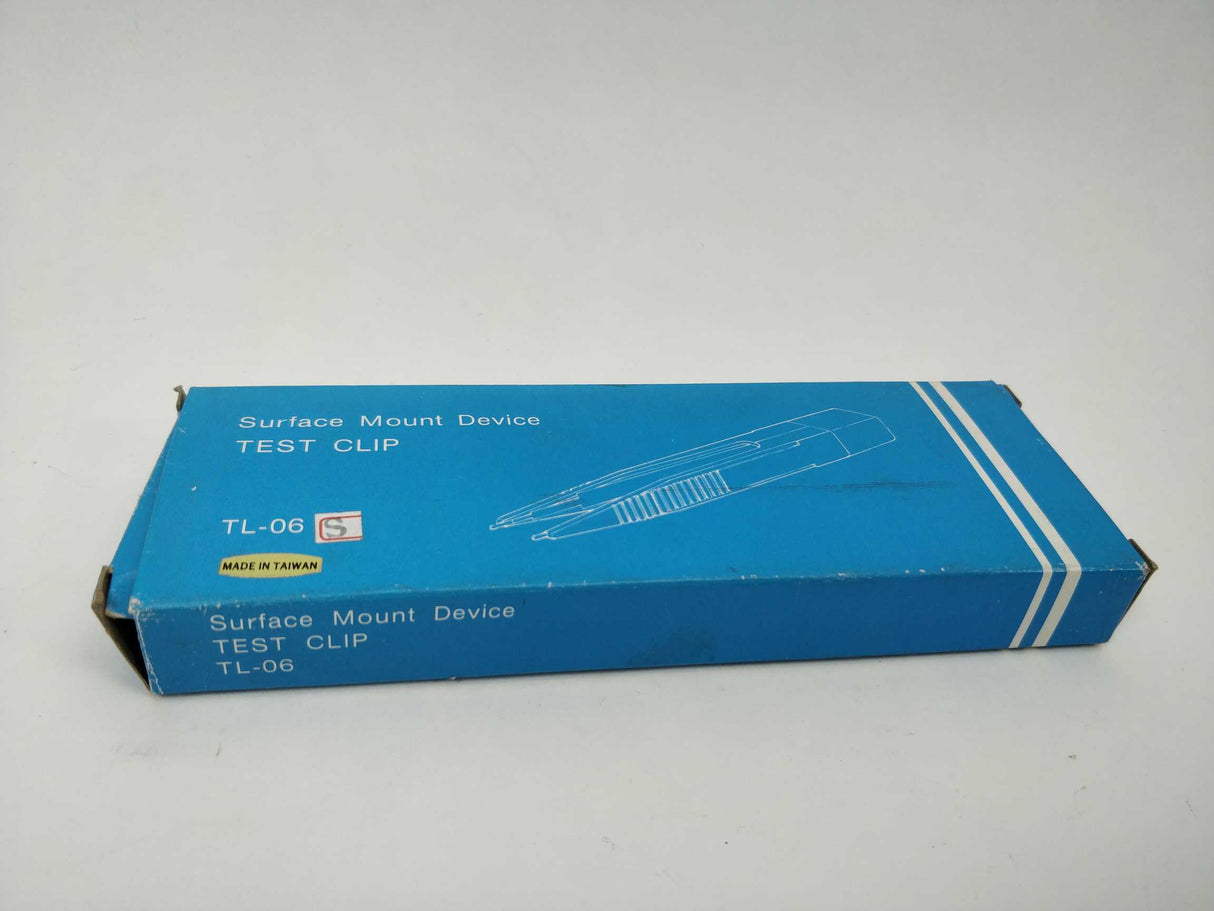 Surface Mount Device
TEST CLIP
TL-06 S
MADE IN TAIWAN
Surface Mount Device
TEST CLIP
TL-06